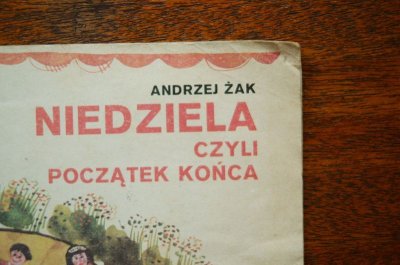 ANDRZEJ ŻAK
NIEDZIELA
CZYLI
POCZĄTEK KOŃCA